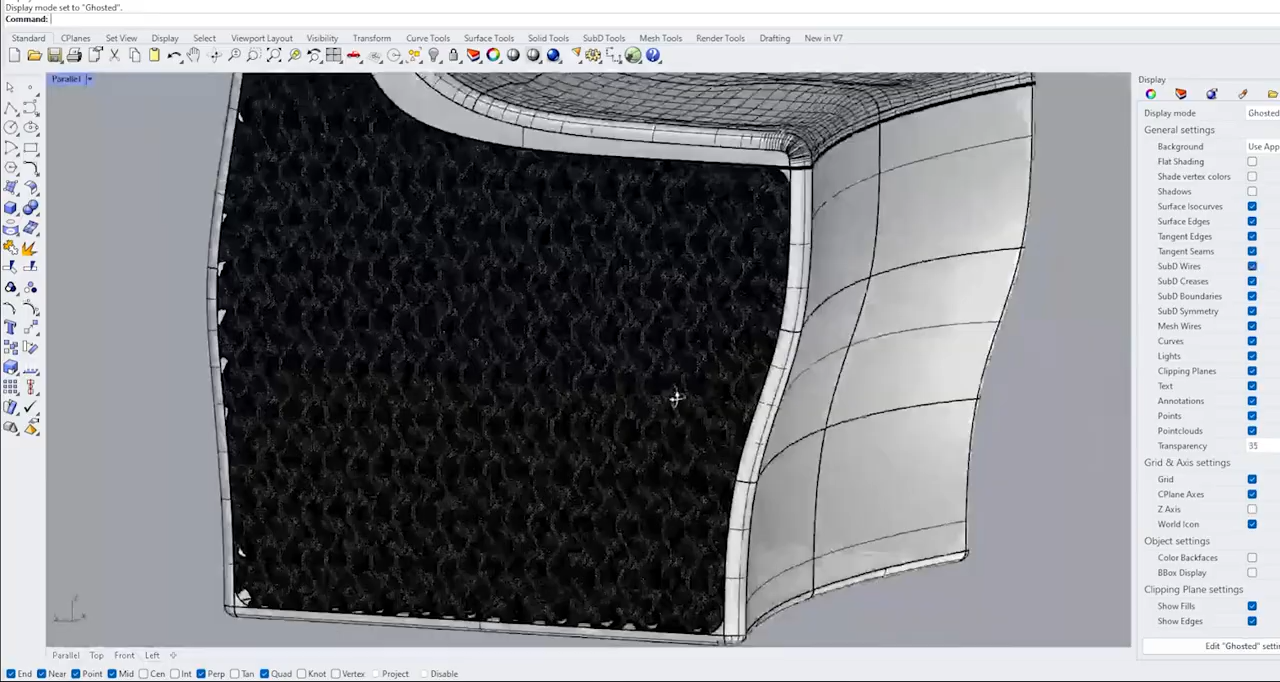 Display mode set to "Ghosted".
Command:
Standard CPlanes Set View Display Select Viewport Layout Visibility Transform Curve Tools Surface Tools Solid Tools SubD Tools Mesh Tools Render Tools Drafting New in V7
Parallel
Display
Display mode Ghosted
General settings
Background Use App
Flat Shading
Shade vertex colors
Shadows
Surface Isocurves
Surface Edges
Tangent Edges
Tangent Seams
SubD Wires
SubD Creases
SubD Boundaries
SubD Symmetry
Mesh Wires
Curves
Lights
Clipping Planes
Text
Annotations
Points
Pointclouds
Transparency 35
Grid & Axis settings
Grid
CPlane Axes
Z Axis
World Icon
Object settings
Color Backfaces
BBox Display
Clipping Plane settings
Show Fills
Show Edges
Edit "Ghosted" setti
Parallel Top Front Left
End Near Point Mid Cen Int Perp Tan Quad Knot Vertex Project Disable